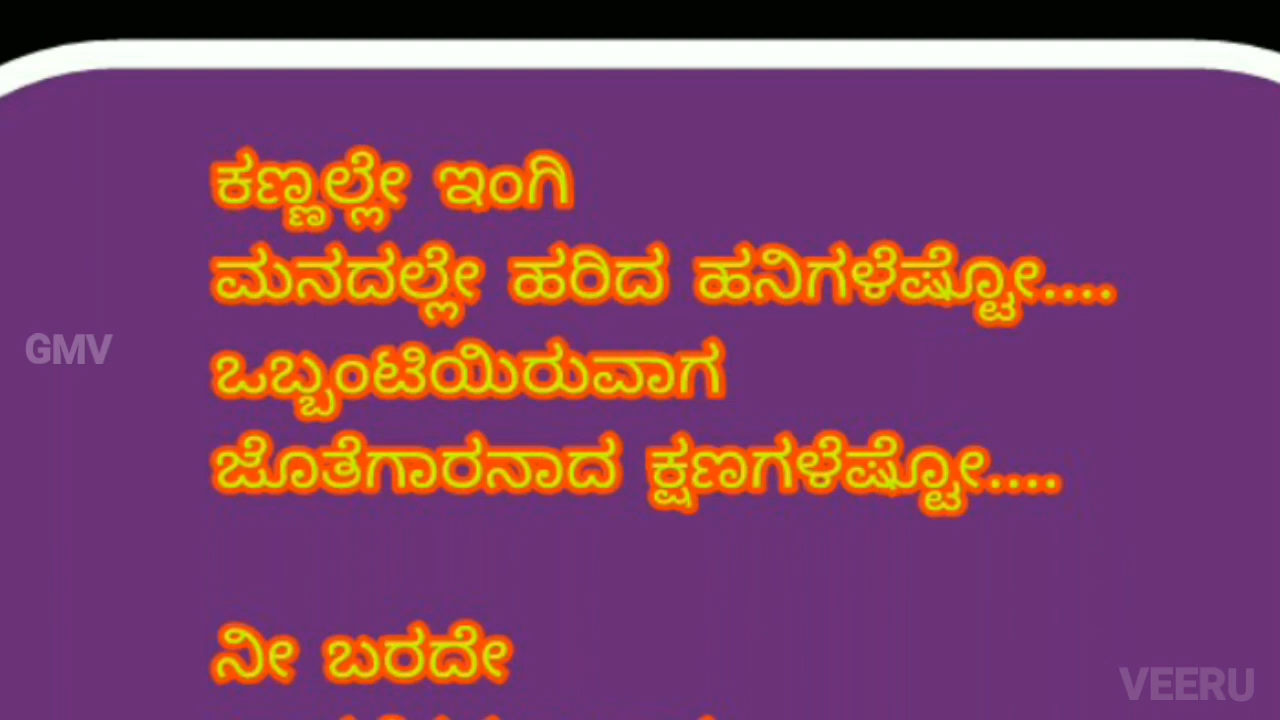 ಕಣ್ಣಲ್ಲೇ ಇಂಗಿ
ಮನದಲ್ಲೇ ಹರಿದ ಹನಿಗಳೆಷ್ಟೋ....
GMV
ಒಬ್ಬಂಟಿಯಿರುವಾಗ
ಜೊತೆಗಾರನಾದ ಕ್ಷಣಗಳೆಷ್ಟೋ....
ನೀ ಬರದೇ
VEERU